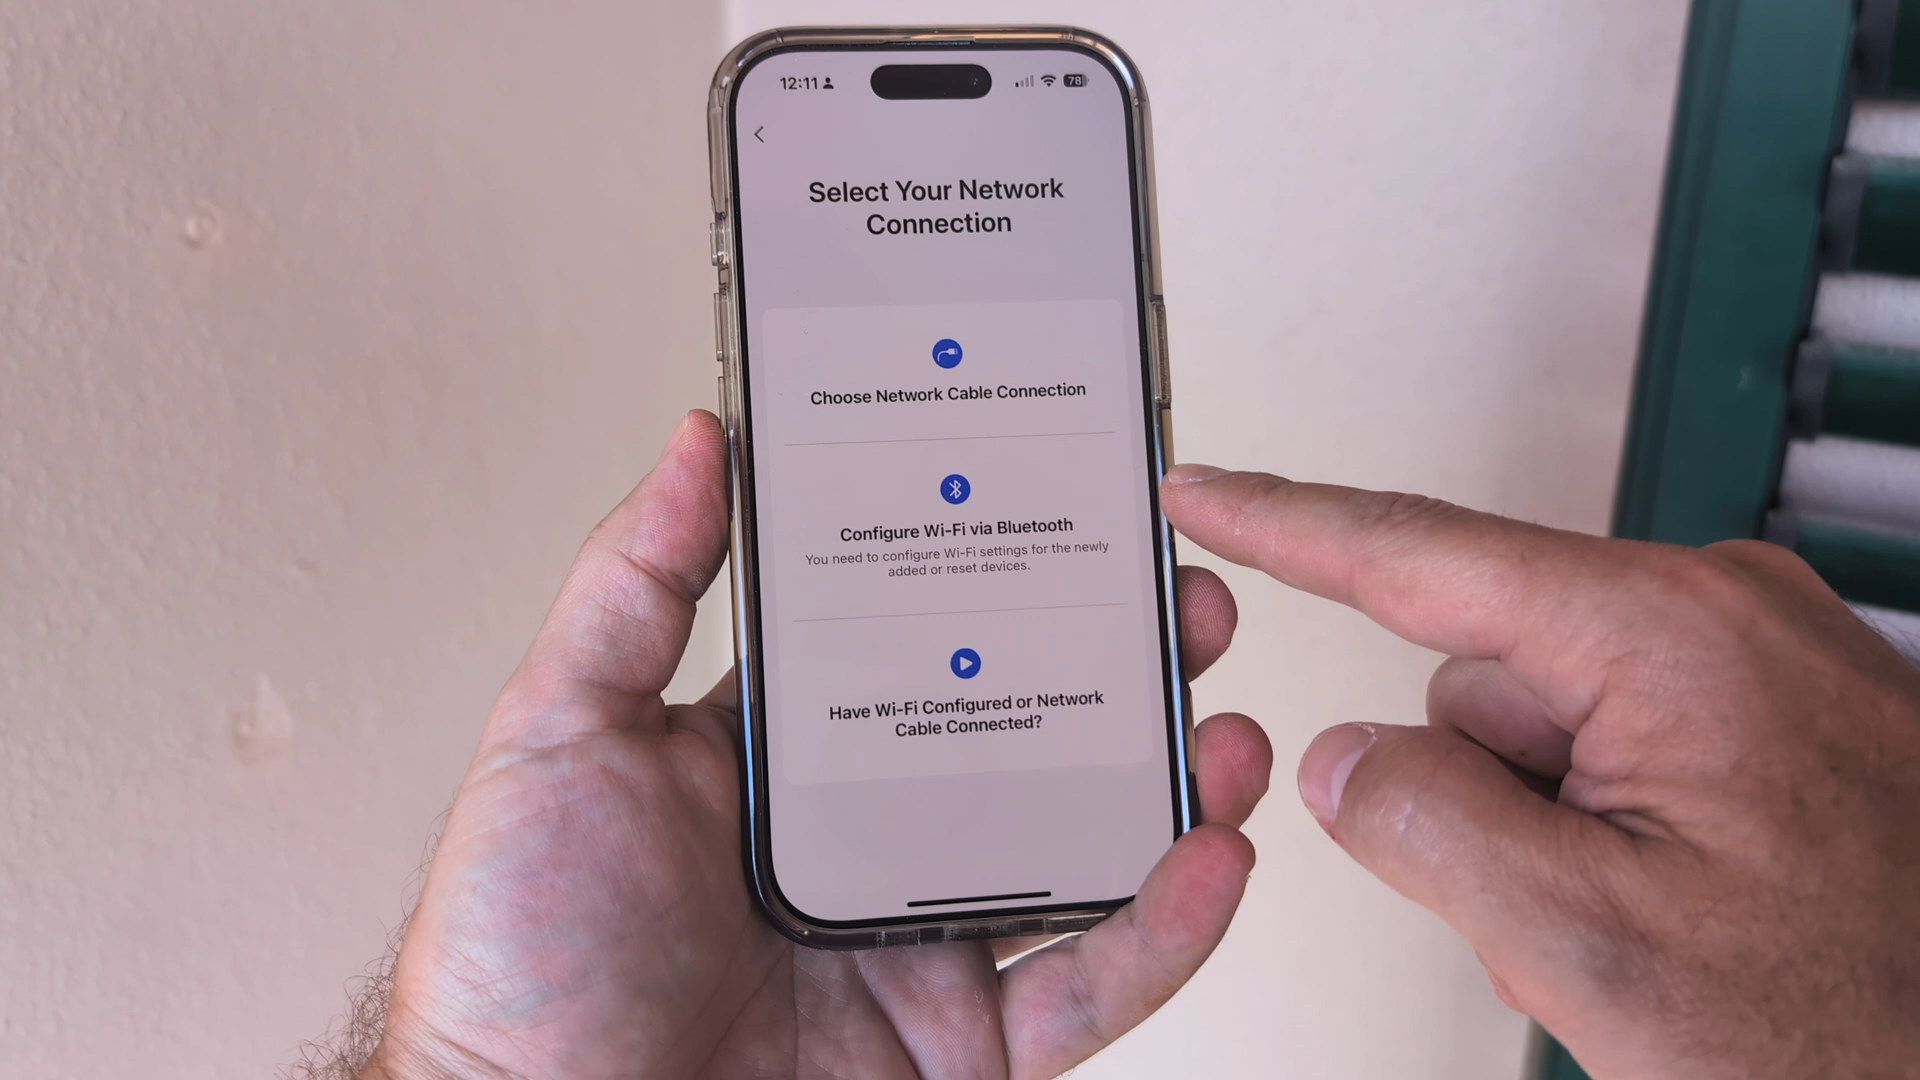 12:11
78
Select Your Network
Connection
Choose Network Cable Connection
Configure Wi-Fi via Bluetooth
You need to configure Wi-Fi settings for the newly
added or reset devices.
Have Wi-Fi Configured or Network
Cable Connected?